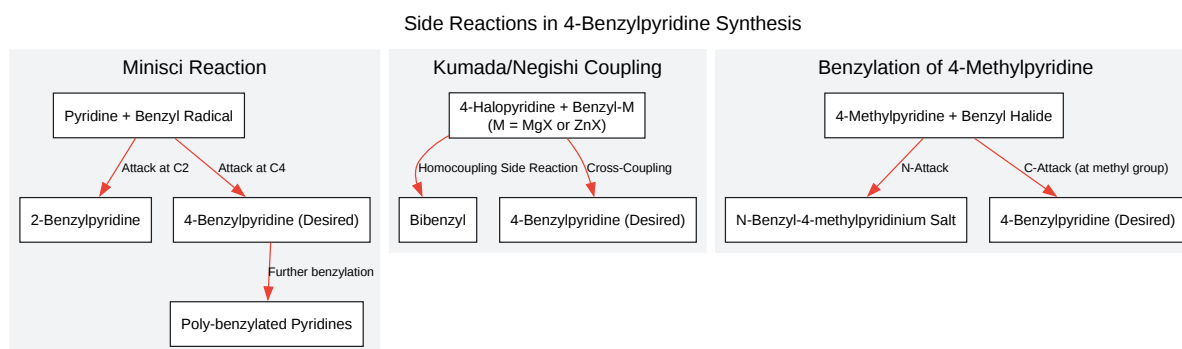 Side Reactions in 4-Benzylpyridine Synthesis
Minisci Reaction
Pyridine + Benzyl Radical
Attack at C2
Attack at C4
2-Benzylpyridine
4-Benzylpyridine (Desired)
Further benzylation
Poly-benzylated Pyridines
Kumada/Negishi Coupling
4-Halopyridine + Benzyl-M
(M = MgX or ZnX)
Homocoupling Side Reaction
Cross-Coupling
Bibenzyl
4-Benzylpyridine (Desired)
Benzylation of 4-Methylpyridine
4-Methylpyridine + Benzyl Halide
N-Attack
C-Attack (at methyl group)
N-Benzyl-4-methylpyridinium Salt
4-Benzylpyridine (Desired)